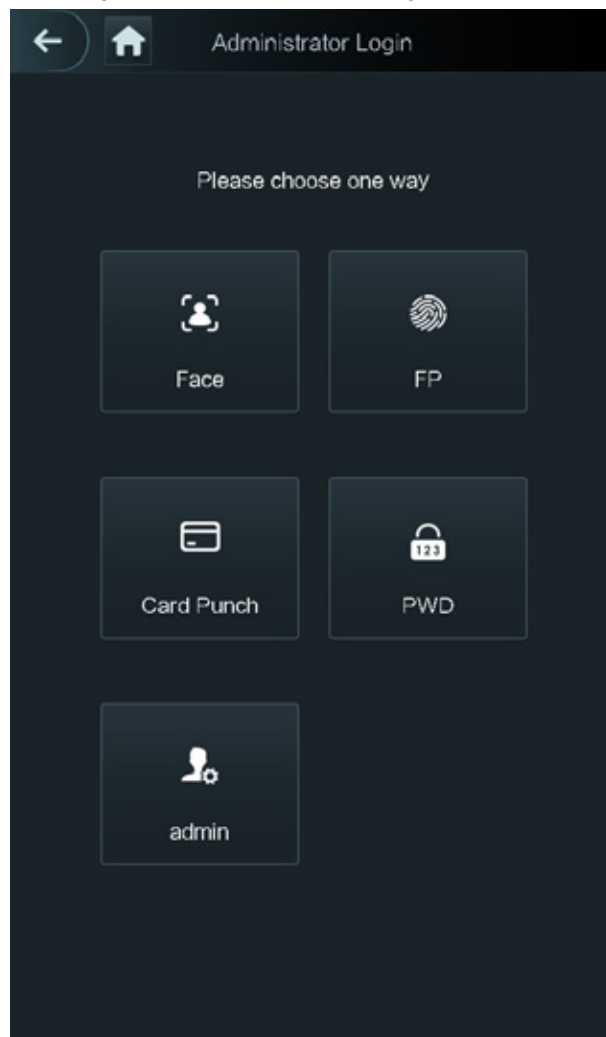 Administrator Login
Please choose one way
Face
FP
Card Punch
123
PWD
admin